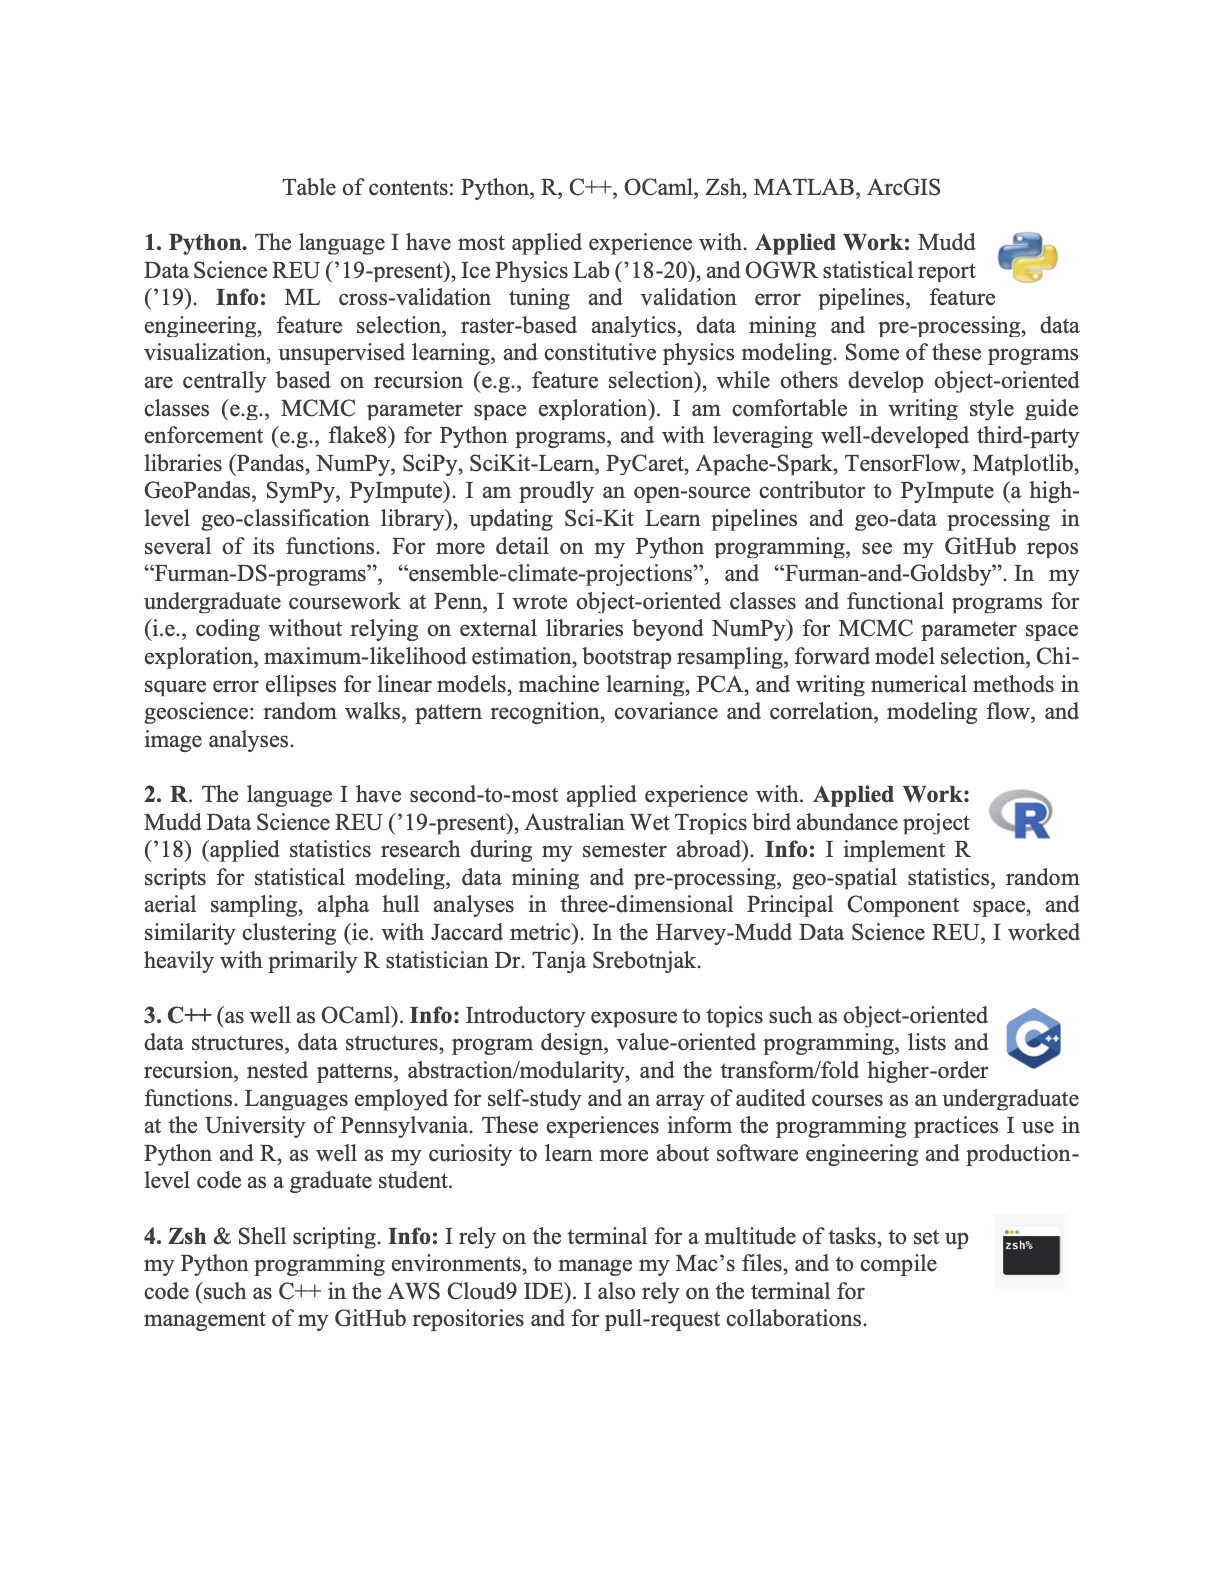 Table of contents: Python, R, C++, OCaml, Zsh, MATLAB, ArcGIS
1. Python. The language I have most applied experience with. Applied Work: Mudd
Data Science REU (’19-present), Ice Physics Lab (’18-20), and OGWR statistical report
(’19). Info: ML cross-validation tuning and validation error pipelines, feature
engineering, feature selection, raster-based analytics, data mining and pre-processing, data
visualization, unsupervised learning, and constitutive physics modeling. Some of these programs
are centrally based on recursion (e.g., feature selection), while others develop object-oriented
classes (e.g., MCMC parameter space exploration). I am comfortable in writing style guide
enforcement (e.g., flake8) for Python programs, and with leveraging well-developed third-party
libraries (Pandas, NumPy, SciPy, SciKit-Learn, PyCaret, Apache-Spark, TensorFlow, Matplotlib,
GeoPandas, SymPy, PyImpute). I am proudly an open-source contributor to PyImpute (a high-
level geo-classification library), updating Sci-Kit Learn pipelines and geo-data processing in
several of its functions. For more detail on my Python programming, see my GitHub repos
“Furman-DS-programs”, “ensemble-climate-projections”, and “Furman-and-Goldsby”. In my
undergraduate coursework at Penn, I wrote object-oriented classes and functional programs for
(i.e., coding without relying on external libraries beyond NumPy) for MCMC parameter space
exploration, maximum-likelihood estimation, bootstrap resampling, forward model selection, Chi-
square error ellipses for linear models, machine learning, PCA, and writing numerical methods in
geoscience: random walks, pattern recognition, covariance and correlation, modeling flow, and
image analyses.
2. R. The language I have second-to-most applied experience with. Applied Work:
Mudd Data Science REU (’19-present), Australian Wet Tropics bird abundance project
(’18) (applied statistics research during my semester abroad). Info: I implement R
scripts for statistical modeling, data mining and pre-processing, geo-spatial statistics, random
aerial sampling, alpha hull analyses in three-dimensional Principal Component space, and
similarity clustering (ie. with Jaccard metric). In the Harvey-Mudd Data Science REU, I worked
heavily with primarily R statistician Dr. Tanja Srebotnjak.
3. C++ (as well as OCaml). Info: Introductory exposure to topics such as object-oriented
data structures, data structures, program design, value-oriented programming, lists and
recursion, nested patterns, abstraction/modularity, and the transform/fold higher-order
functions. Languages employed for self-study and an array of audited courses as an undergraduate
at the University of Pennsylvania. These experiences inform the programming practices I use in
Python and R, as well as my curiosity to learn more about software engineering and production-
level code as a graduate student.
4. Zsh & Shell scripting. Info: I rely on the terminal for a multitude of tasks, to set up
my Python programming environments, to manage my Mac’s files, and to compile
code (such as C++ in the AWS Cloud9 IDE). I also rely on the terminal for
management of my GitHub repositories and for pull-request collaborations.
R
C++
zsh%